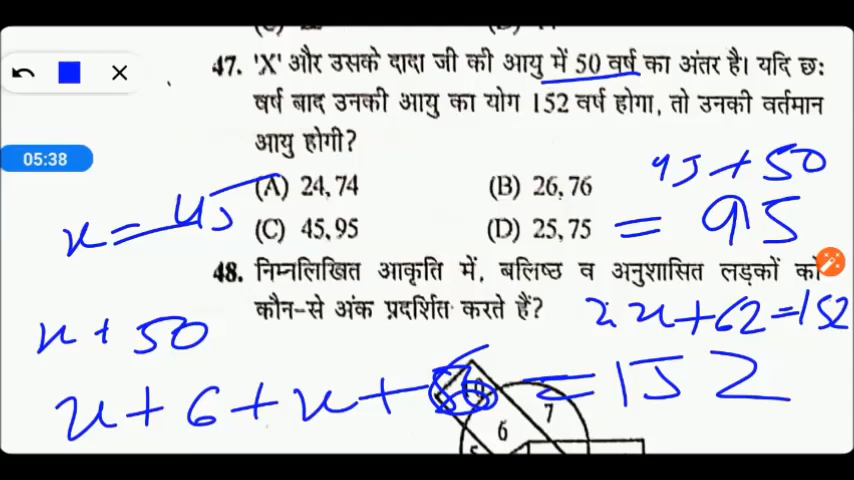 47. 'X' और उसके दादा जी की आयु में 50 वर्ष का अंतर है। यदि छः
वर्ष बाद उनकी आयु का योग 152 वर्ष होगा, तो उनकी वर्तमान
आयु होगी?
05:38
45+50
(A) 24, 74 (B) 26, 76
x=45
(C) 45, 95 (D) 25, 75
= 95
48. निम्नलिखित आकृति में, बलिष्ठ व अनुशासित लड़कों को
कौन-से अंक प्रदर्शित करते हैं?
2x+62=152
x+50
x+6+x+56=152
7
6